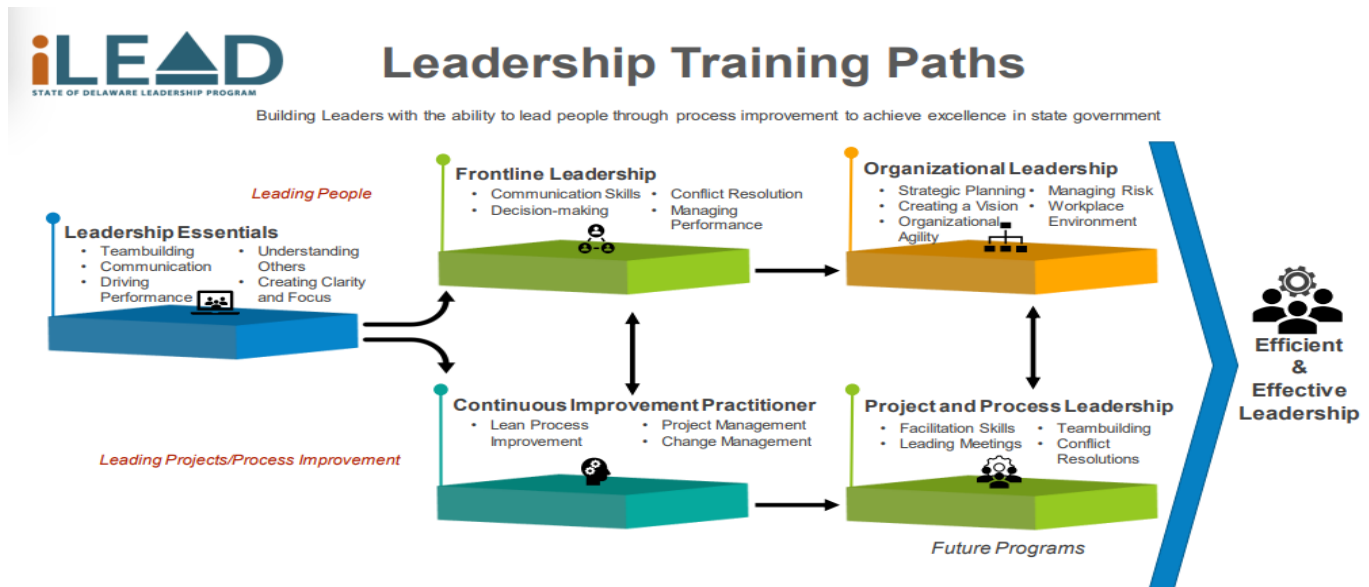 iLEAD
STATE OF DELAWARE LEADERSHIP PROGRAM
Leadership Training Paths
Building Leaders with the ability to lead people through process improvement to achieve excellence in state government
Leading People
Leadership Essentials
• Teambuilding
• Communication
• Driving
Performance
• Understanding
Others
• Creating Clarity
and Focus
Frontline Leadership
• Communication Skills
• Decision-making
• Conflict Resolution
• Managing
Performance
Organizational Leadership
• Strategic Planning
• Creating a Vision
• Organizational
Agility
• Managing Risk
• Workplace
Environment
Leading Projects/Process Improvement
Continuous Improvement Practitioner
• Lean Process
Improvement
• Project Management
• Change Management
Project and Process Leadership
• Facilitation Skills
• Leading Meetings
• Teambuilding
• Conflict
Resolutions
Future Programs
Efficient
&
Effective
Leadership